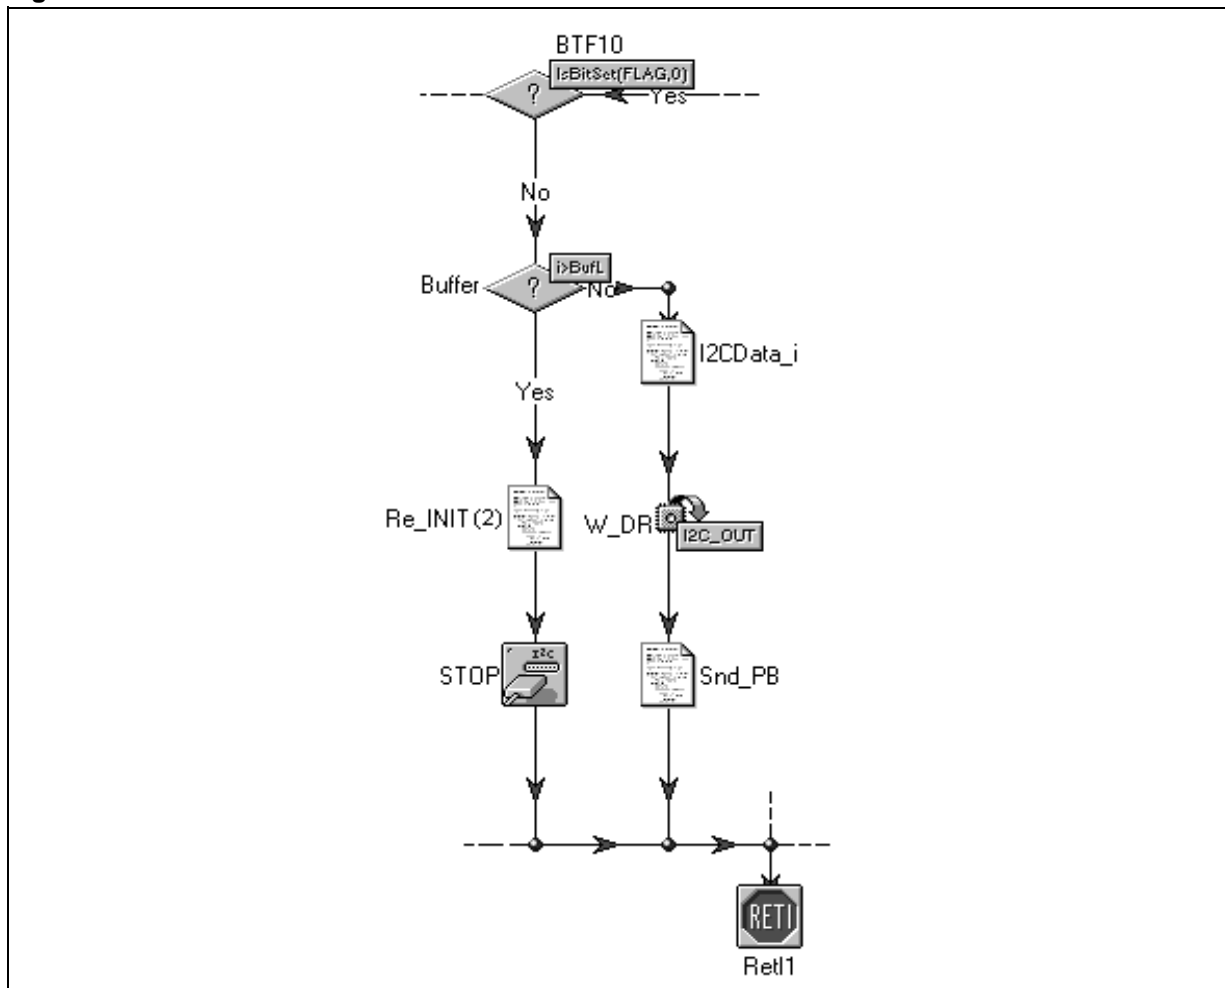 BTF10
IsBitSet(FLAG,0)
?
Yes
No
i>BufL
Buffer
?
No
I2CData_i
Yes
Re_INIT(2)
W_DR
I2C_OUT
I²C
STOP
Snd_PB
RETI
RetI1